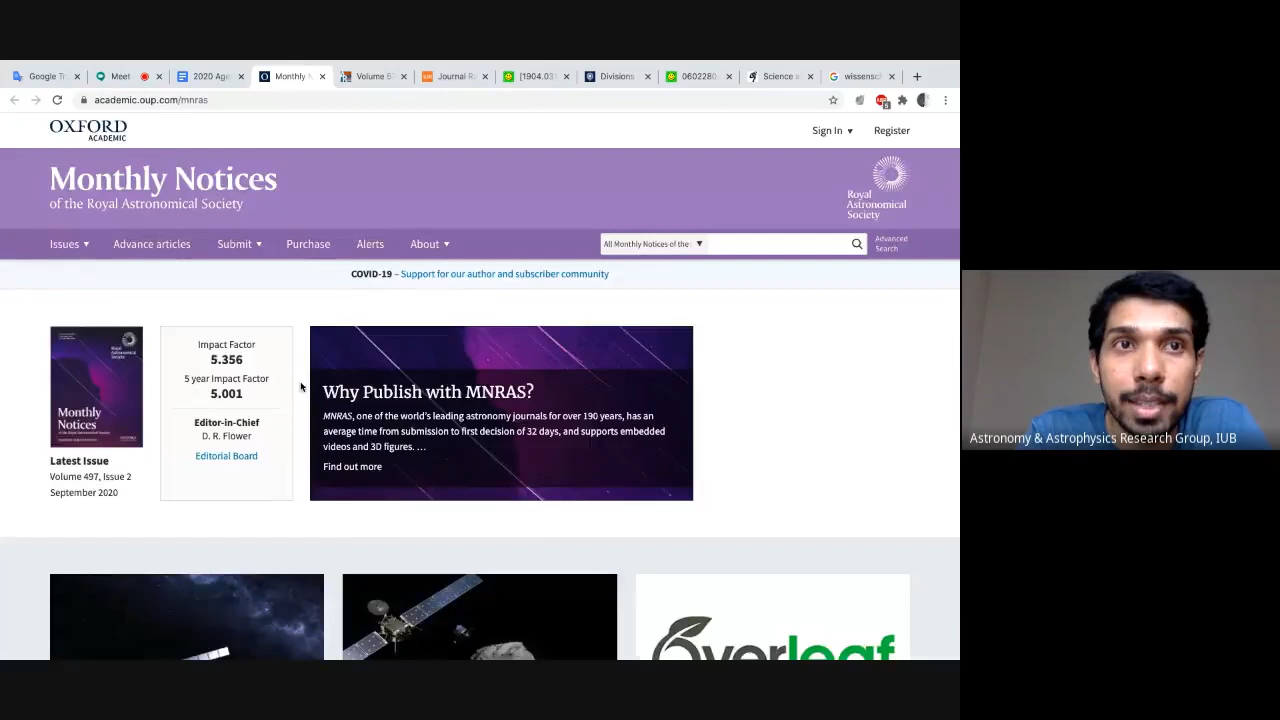 Google Tr
Meet
2020 Age
Monthly N
Volume 6
Journal R
[1904.031
Divisions
0602280.
Science a
wissensch
academic.oup.com/mnras
OXFORD
ACADEMIC
Sign In
Register
Monthly Notices
of the Royal Astronomical Society
Royal
Astronomical
Society
Issues
Advance articles
Submit
Purchase
Alerts
About
All Monthly Notices of the
Advanced
Search
COVID-19 – Support for our author and subscriber community
Royal
Astronomical
Society
Monthly
Notices
Latest Issue
Volume 497, Issue 2
September 2020
Impact Factor
5.356
5 year Impact Factor
5.001
Editor-in-Chief
D. R. Flower
Editorial Board
Why Publish with MNRAS?
MNRAS, one of the world's leading astronomy journals for over 190 years, has an
average time from submission to first decision of 32 days, and supports embedded
videos and 3D figures. …
Find out more
Overleaf
Astronomy & Astrophysics Research Group, IUB